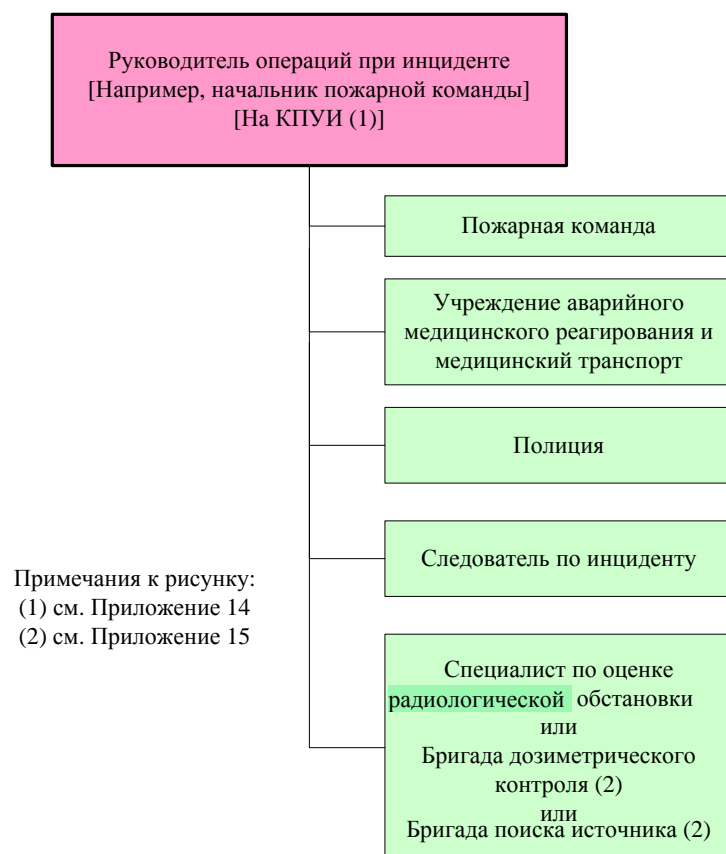 Руководитель операций при инциденте
[Например, начальник пожарной команды]
[На КПУИ (1)]
Пожарная команда
Учреждение аварийного
медицинского реагирования и
медицинский транспорт
Полиция
Следователь по инциденту
Примечания к рисунку:
(1) см. Приложение 14
(2) см. Приложение 15
Специалист по оценке
радиологической обстановки
или
Бригада дозиметрического
контроля (2)
или
Бригада поиска источника (2)